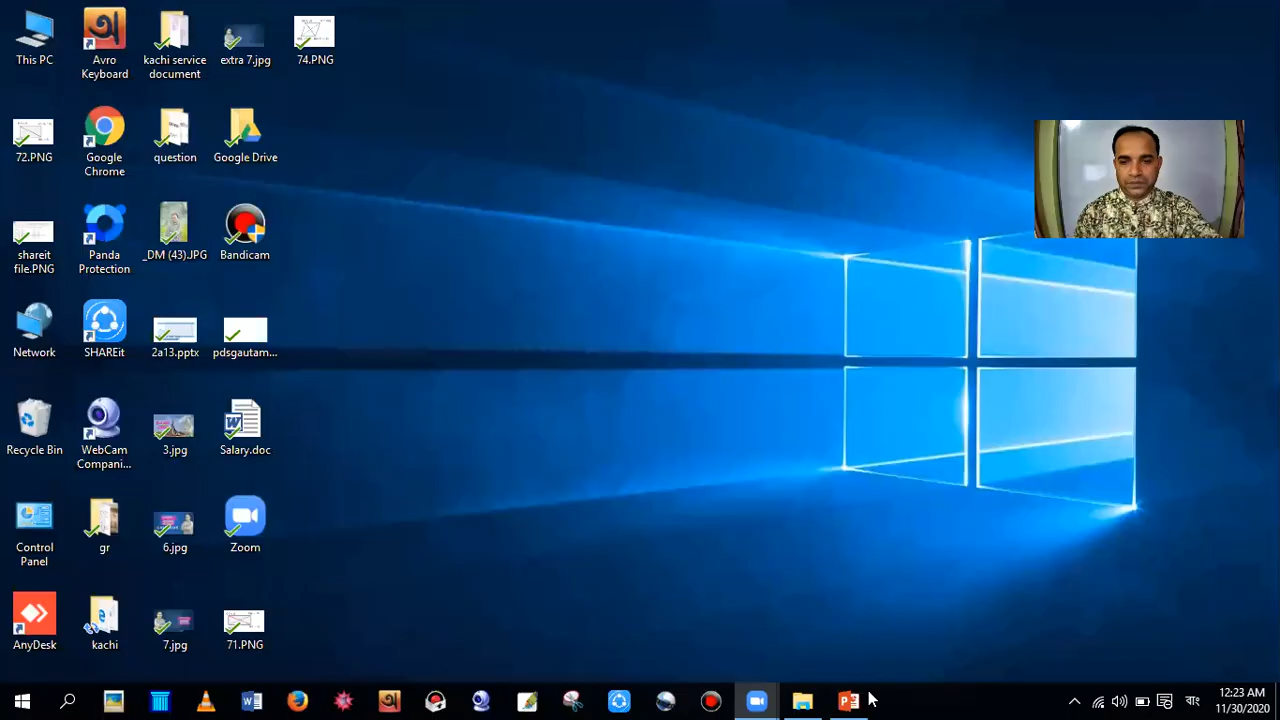 This PC
Avro
Keyboard
kachi service
document
extra 7.jpg
74.PNG
72.PNG
Google
Chrome
question
Google Drive
shareit
file.PNG
Panda
Protection
_DM (43).JPG
Bandicam
Network
SHAREit
2a13.pptx
pdsgautam...
Recycle Bin
WebCam
Compani...
3.jpg
Salary.doc
Control
Panel
gr
6.jpg
Zoom
AnyDesk
kachi
7.jpg
71.PNG
বাং
12:23 AM
11/30/2020